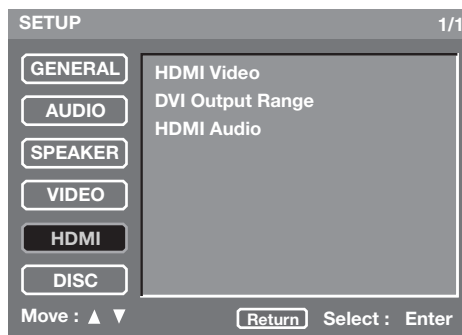 SETUP 1/1
GENERAL
AUDIO
SPEAKER
VIDEO
HDMI
DISC
HDMI Video
DVI Output Range
HDMI Audio
Move : ▲ ▼ Return Select : Enter